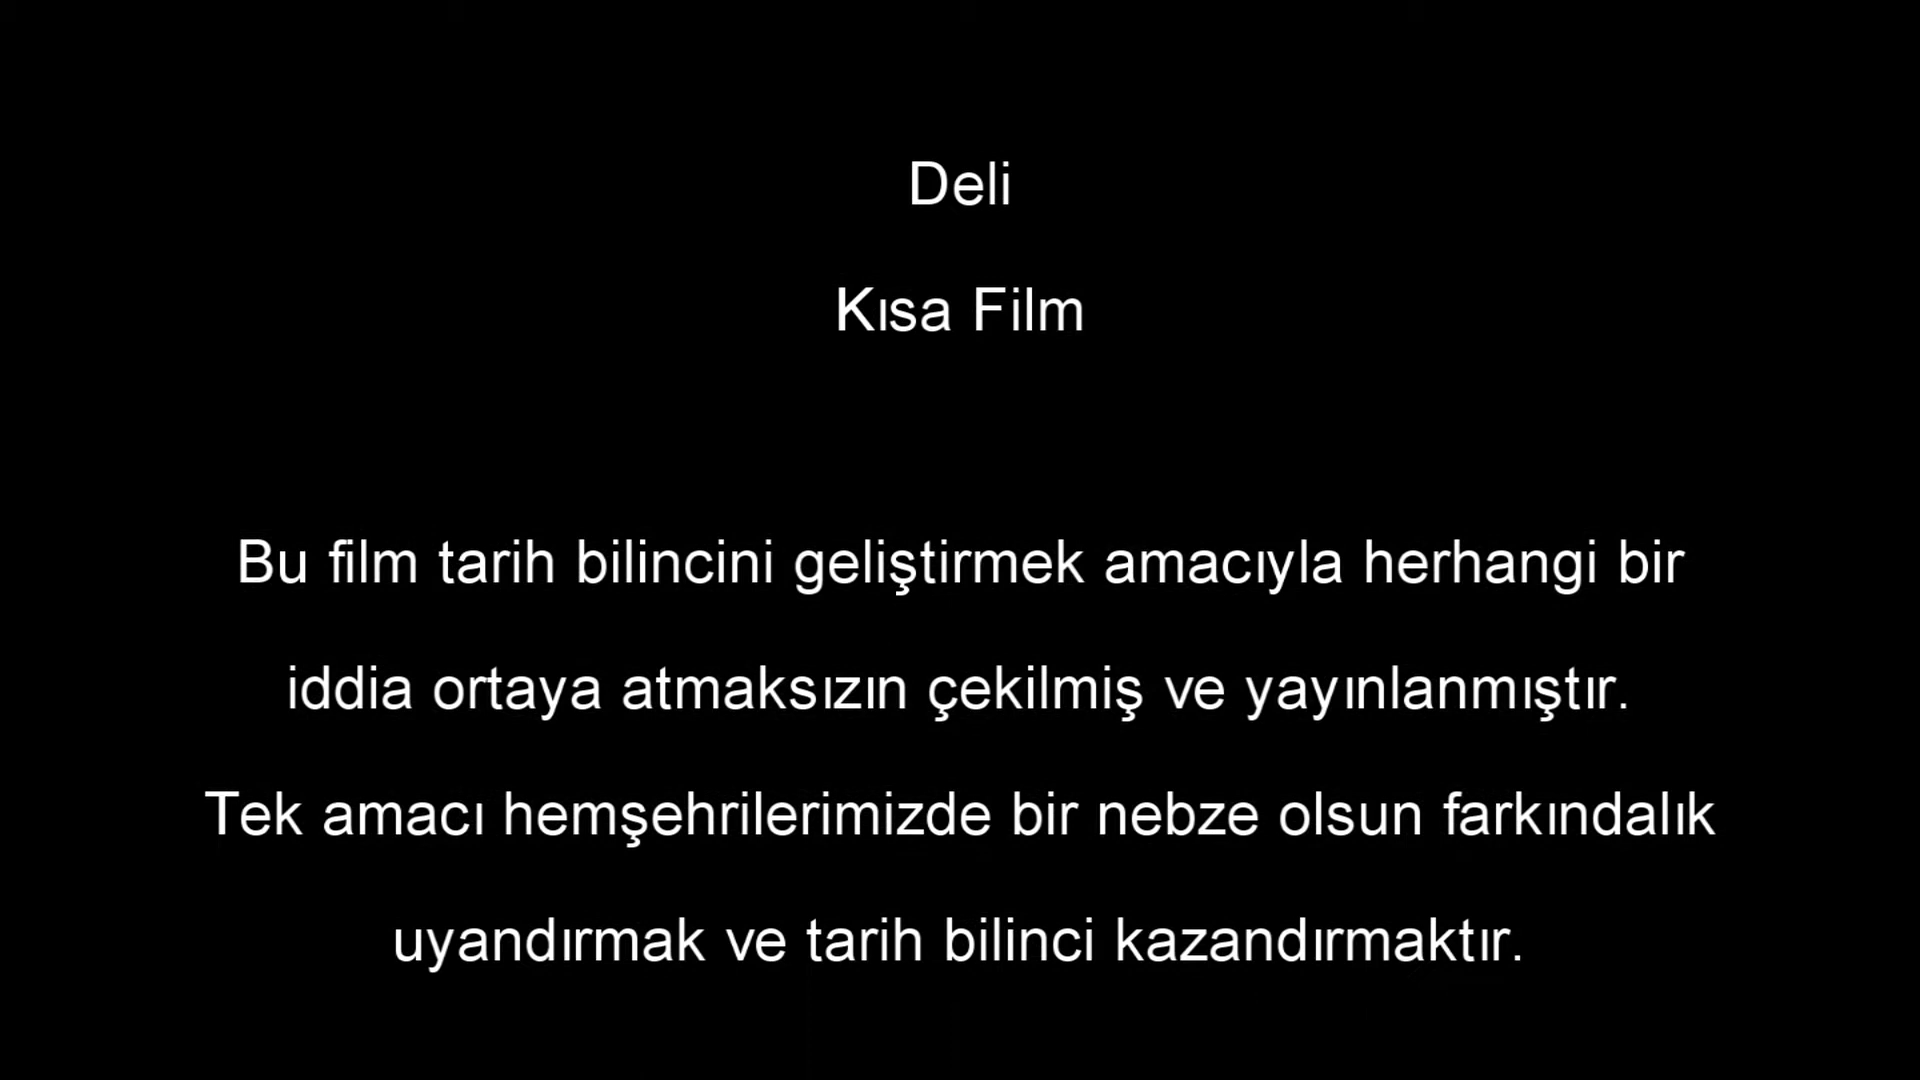 Deli
Kısa Film
Bu film tarih bilincini geliştirmek amacıyla herhangi bir
iddia ortaya atmaksızın çekilmiş ve yayınlanmıştır.
Tek amacı hemşehrilerimizde bir nebze olsun farkındalık
uyandırmak ve tarih bilinci kazandırmaktır.